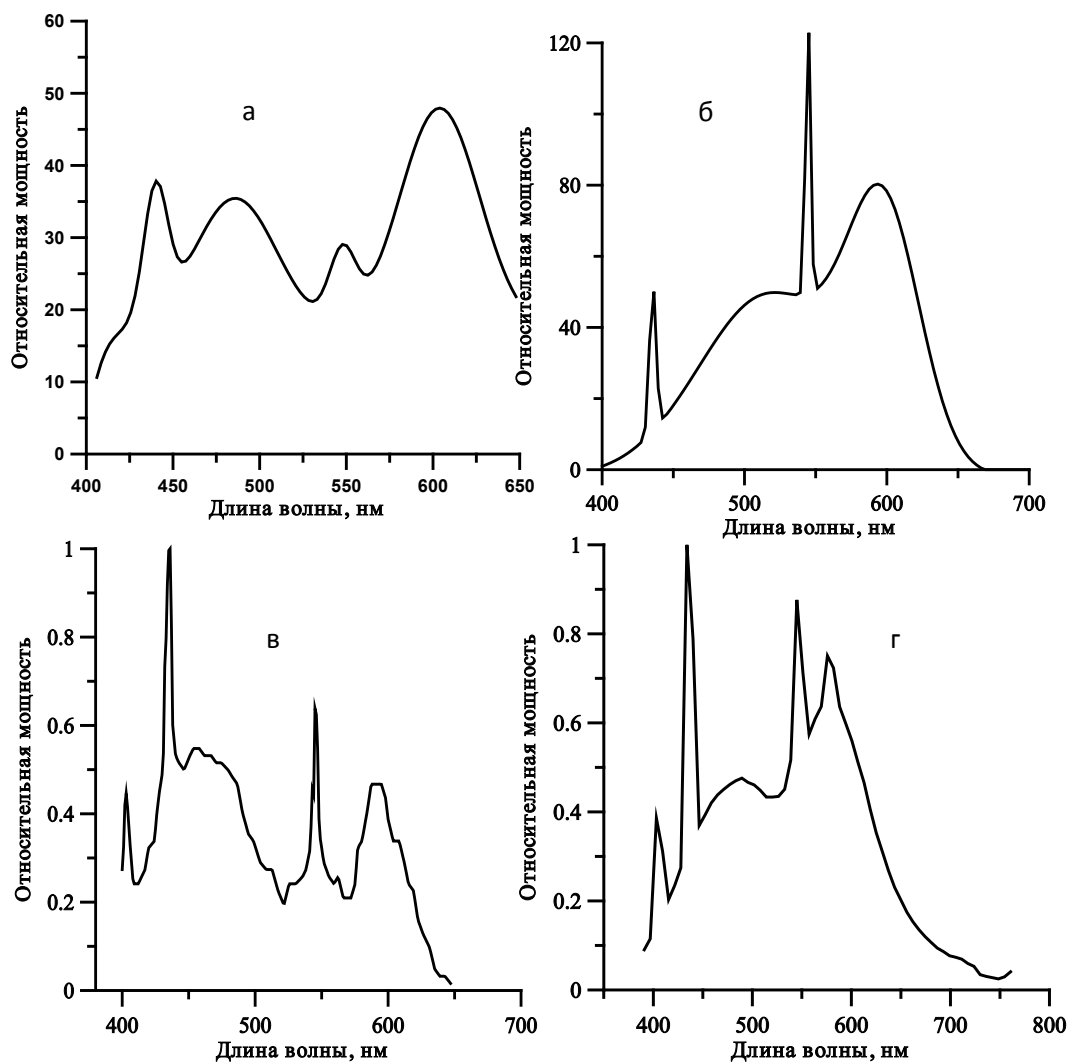 60
50
40
30
20
10
0
400 450 500 550 600 650
Относительная мощность
Длина волны, нм
а
120
80
40
0
400 500 600 700
Относительная мощность
Длина волны, нм
б
1
0.8
0.6
0.4
0.2
0
400 500 600 700
Относительная мощность
Длина волны, нм
в
1
0.8
0.6
0.4
0.2
0
400 500 600 700 800
Относительная мощность
Длина волны, нм
г